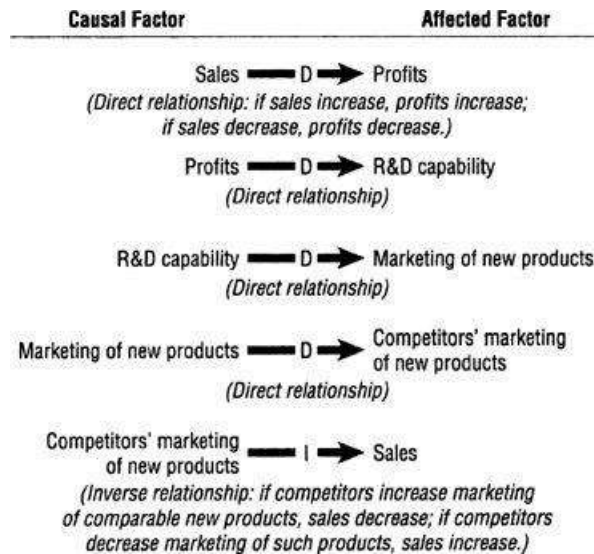 Causal Factor Affected Factor
Sales D Profits
(Direct relationship: if sales increase, profits increase;
if sales decrease, profits decrease.)
Profits D R&D capability
(Direct relationship)
R&D capability D Marketing of new products
(Direct relationship)
Marketing of new products D Competitors' marketing
of new products
(Direct relationship)
Competitors' marketing
of new products I Sales
(Inverse relationship: if competitors increase marketing
of comparable new products, sales decrease; if competitors
decrease marketing of such products, sales increase.)